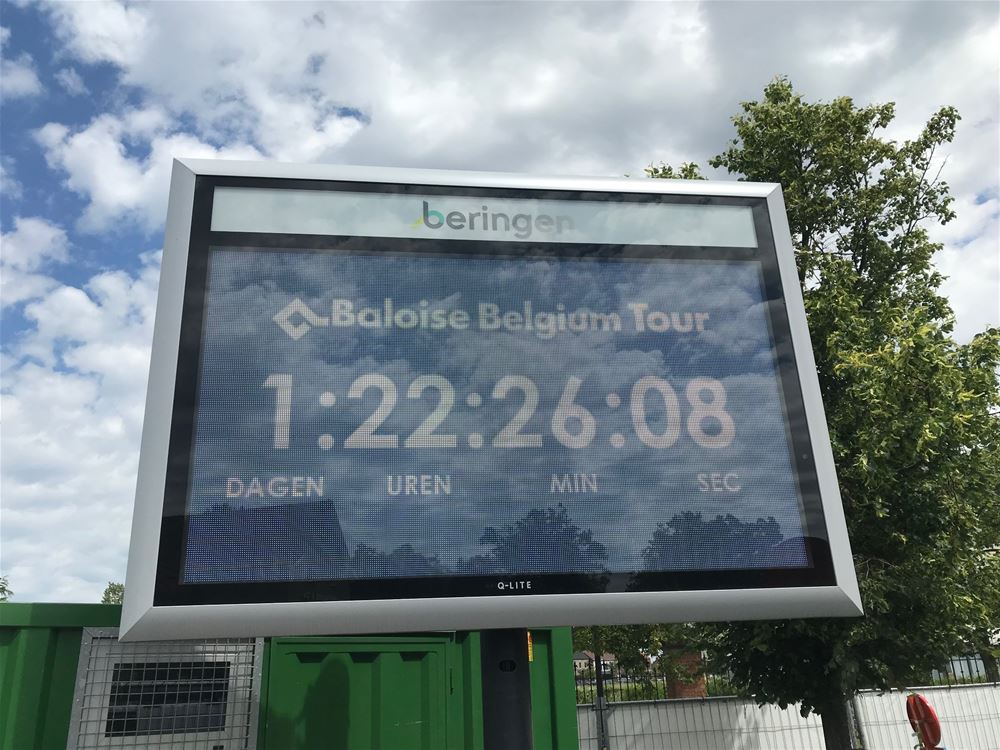 beringen
Baloise Belgium Tour
1:22:26:08
DAGEN UREN MIN SEC
Q-LITE